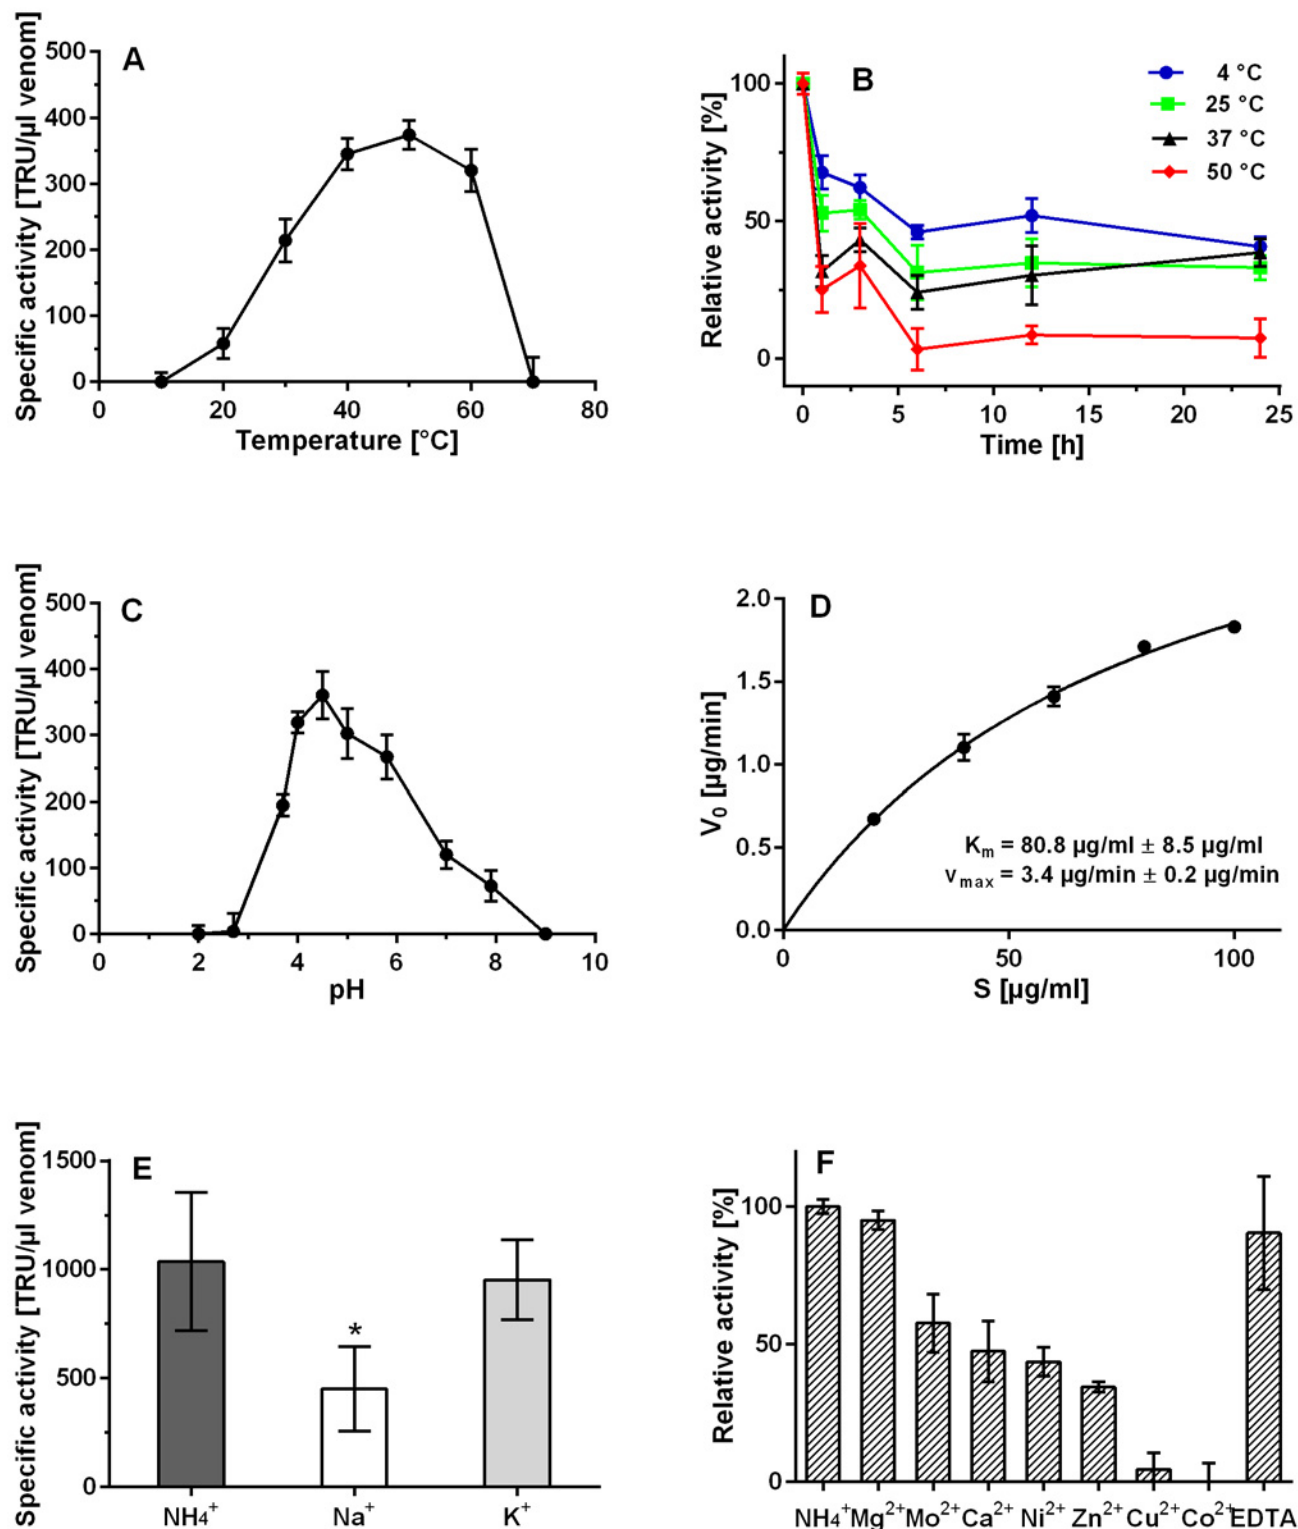 A
Specific activity [TRU/µl venom]
500
400
300
200
100
0
0 20 40 60 80
Temperature [°C]
B
4 °C
25 °C
37 °C
50 °C
Relative activity [%]
100
50
0
0 5 10 15 20 25
Time [h]
C
Specific activity [TRU/µl venom]
500
400
300
200
100
0
0 2 4 6 8 10
pH
D
V₀ [µg/min]
2.0
1.5
1.0
0.5
0.0
Kₘ = 80.8 µg/ml ± 8.5 µg/ml
vₘₐₓ = 3.4 µg/min ± 0.2 µg/min
0 50 100
S [µg/ml]
E
Specific activity [TRU/µl venom]
1500
1000
500
0
*
NH₄⁺ Na⁺ K⁺
F
Relative activity [%]
100
50
0
NH₄⁺ Mg²⁺ Mo²⁺ Ca²⁺ Ni²⁺ Zn²⁺ Cu²⁺ Co²⁺ EDTA